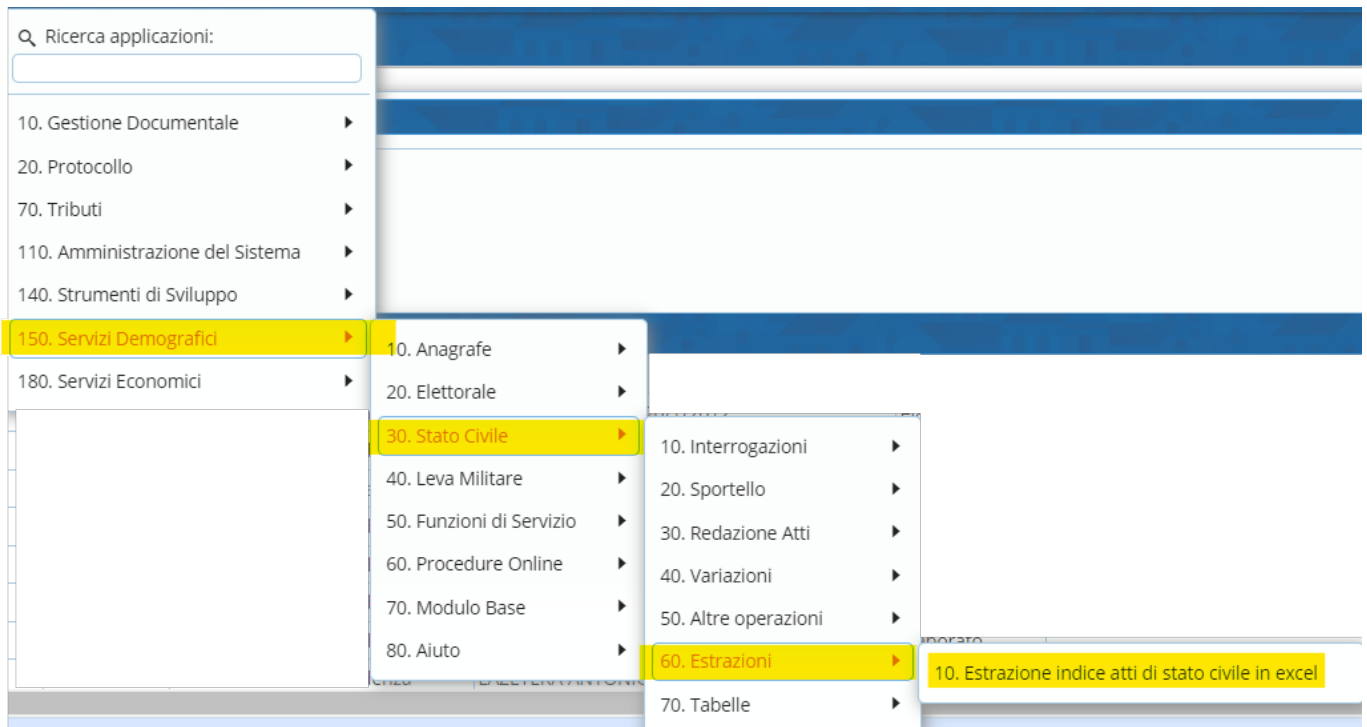 Ricerca applicazioni:
10. Gestione Documentale
20. Protocollo
70. Tributi
110. Amministrazione del Sistema
140. Strumenti di Sviluppo
150. Servizi Demografici
180. Servizi Economici
10. Anagrafe
20. Elettorale
30. Stato Civile
40. Leva Militare
50. Funzioni di Servizio
60. Procedure Online
70. Modulo Base
80. Aiuto
10. Interrogazioni
20. Sportello
30. Redazione Atti
40. Variazioni
50. Altre operazioni
60. Estrazioni
70. Tabelle
10. Estrazione indice atti di stato civile in excel